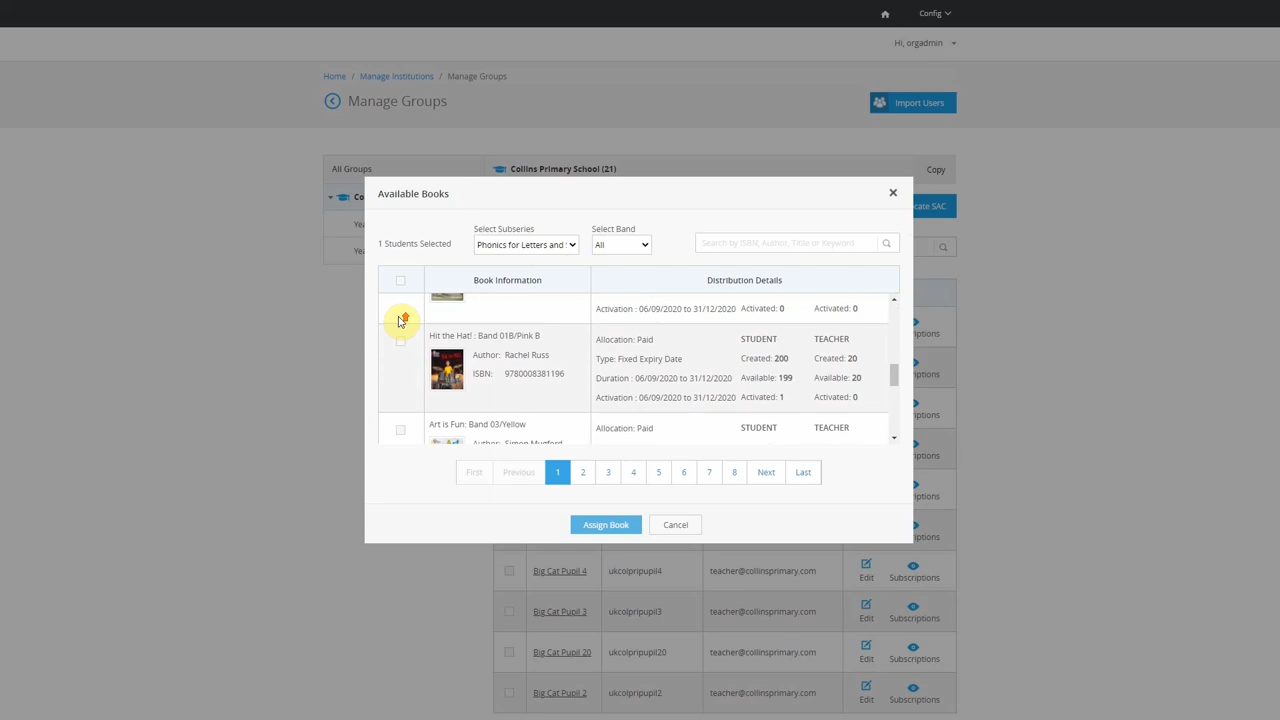 Config
Hi, orgadmin
Home / Manage Institutions / Manage Groups
Manage Groups
Import Users
All Groups
Collins Primary School (21)
Copy
Available Books
1 Students Selected
Select Subseries
Phonics for Letters and
Select Band
All
Search by ISBN, Author, Title or Keyword
Book Information
Distribution Details
Activation : 06/09/2020 to 31/12/2020 Activated: 0 Activated: 0
Hit the Hat! : Band 01B/Pink B
Author: Rachel Russ
ISBN: 9780008381196
Allocation: Paid STUDENT TEACHER
Type: Fixed Expiry Date Created: 200 Created: 20
Duration : 06/09/2020 to 31/12/2020 Available: 199 Available: 20
Activation : 06/09/2020 to 31/12/2020 Activated: 1 Activated: 0
Art is Fun: Band 03/Yellow
Author: Simon Mugford
Allocation: Paid STUDENT TEACHER
First Previous 1 2 3 4 5 6 7 8 Next Last
Assign Book
Cancel
Big Cat Pupil 4 ukcolpripupil4 teacher@collinsprimary.com Edit Subscriptions
Big Cat Pupil 3 ukcolpripupil3 teacher@collinsprimary.com Edit Subscriptions
Big Cat Pupil 20 ukcolpripupil20 teacher@collinsprimary.com Edit Subscriptions
Big Cat Pupil 2 ukcolpripupil2 teacher@collinsprimary.com Edit Subscriptions